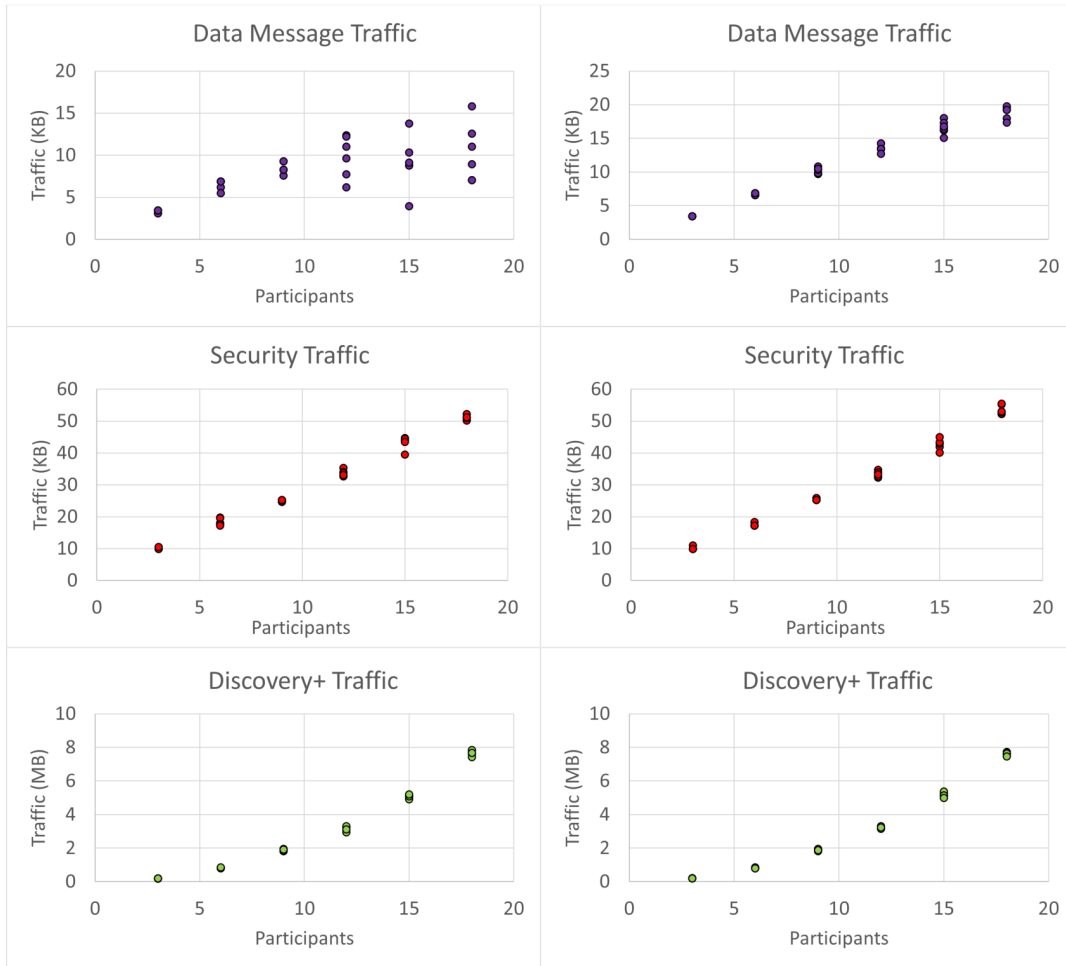 Data Message Traffic
20
15
10
5
0
Traffic (KB)
0 5 10 15 20
Participants
Data Message Traffic
25
20
15
10
5
0
Traffic (KB)
0 5 10 15 20
Participants
Security Traffic
60
50
40
30
20
10
0
Traffic (KB)
0 5 10 15 20
Participants
Security Traffic
60
50
40
30
20
10
0
Traffic (KB)
0 5 10 15 20
Participants
Discovery+ Traffic
10
8
6
4
2
0
Traffic (MB)
0 5 10 15 20
Participants
Discovery+ Traffic
10
8
6
4
2
0
Traffic (MB)
0 5 10 15 20
Participants